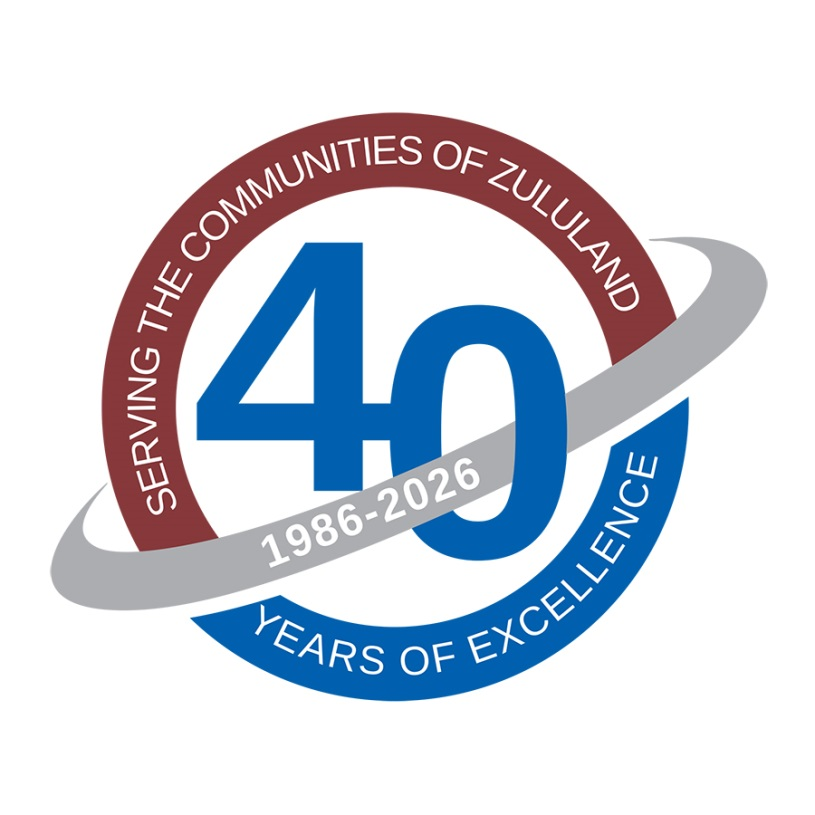 SERVING THE COMMUNITIES OF ZULULAND
40
1986-2026
YEARS OF EXCELLENCE